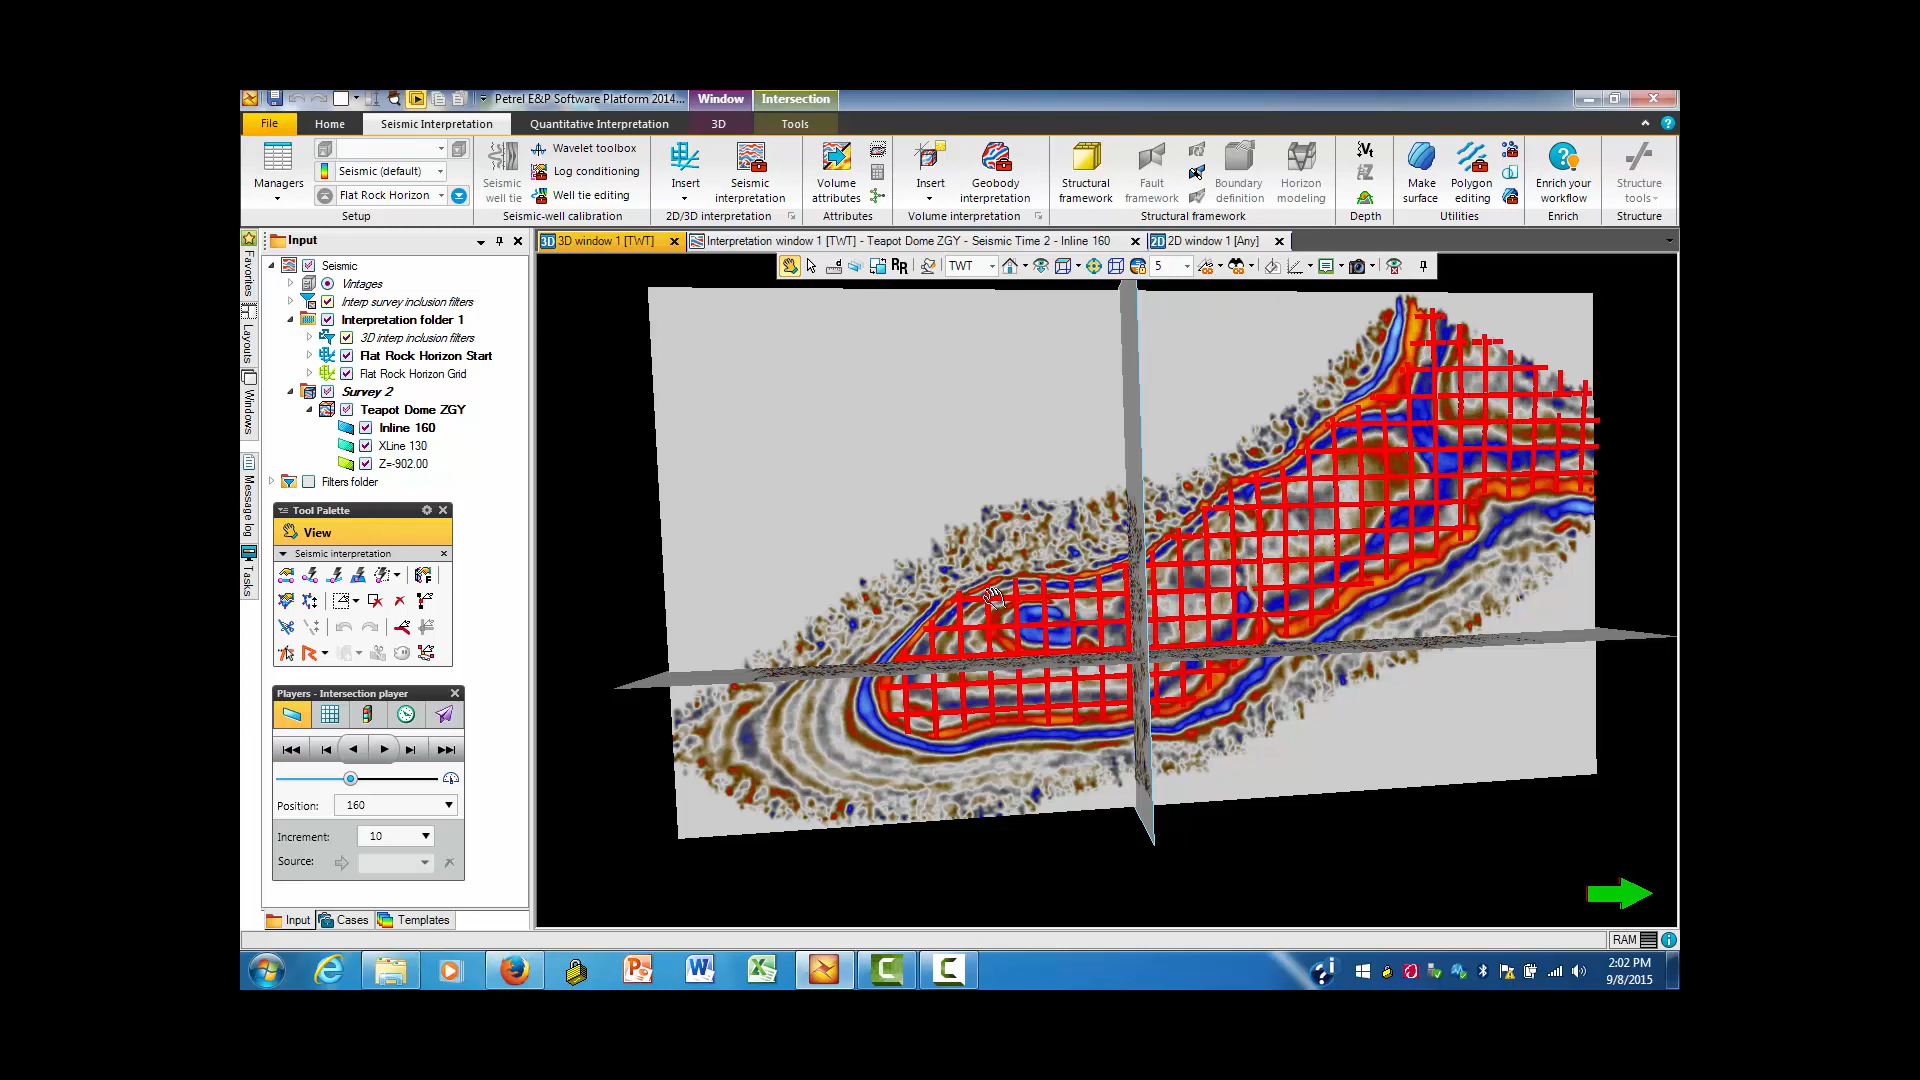 Petrel E&P Software Platform 2014... Window Intersection
File Home Seismic Interpretation Quantitative Interpretation 3D Tools
Managers
Seismic (default)
Flat Rock Horizon
Setup
Seismic well tie
Wavelet toolbox
Log conditioning
Well tie editing
Seismic-well calibration
Insert
Seismic interpretation
2D/3D interpretation
Volume attributes
Attributes
Insert
Geobody interpretation
Volume interpretation
Structural framework
Fault framework
Boundary definition
Horizon modeling
Structural framework
Depth
Make surface
Polygon editing
Utilities
Enrich your workflow
Enrich
Structure tools
Structure
Input
3D 3D window 1 [TWT]
Interpretation window 1 [TWT] - Teapot Dome ZGY - Seismic Time 2 - Inline 160
2D 2D window 1 [Any]
RR TWT 5
Favorites
Layouts
Windows
Message log
Tasks
Seismic
Vintages
Interp survey inclusion filters
Interpretation folder 1
3D interp inclusion filters
Flat Rock Horizon Start
Flat Rock Horizon Grid
Survey 2
Teapot Dome ZGY
Inline 160
XLine 130
Z=-902.00
Filters folder
Tool Palette
View
Seismic interpretation
Players - Intersection player
Position: 160
Increment: 10
Source:
Input Cases Templates
RAM
2:02 PM
9/8/2015